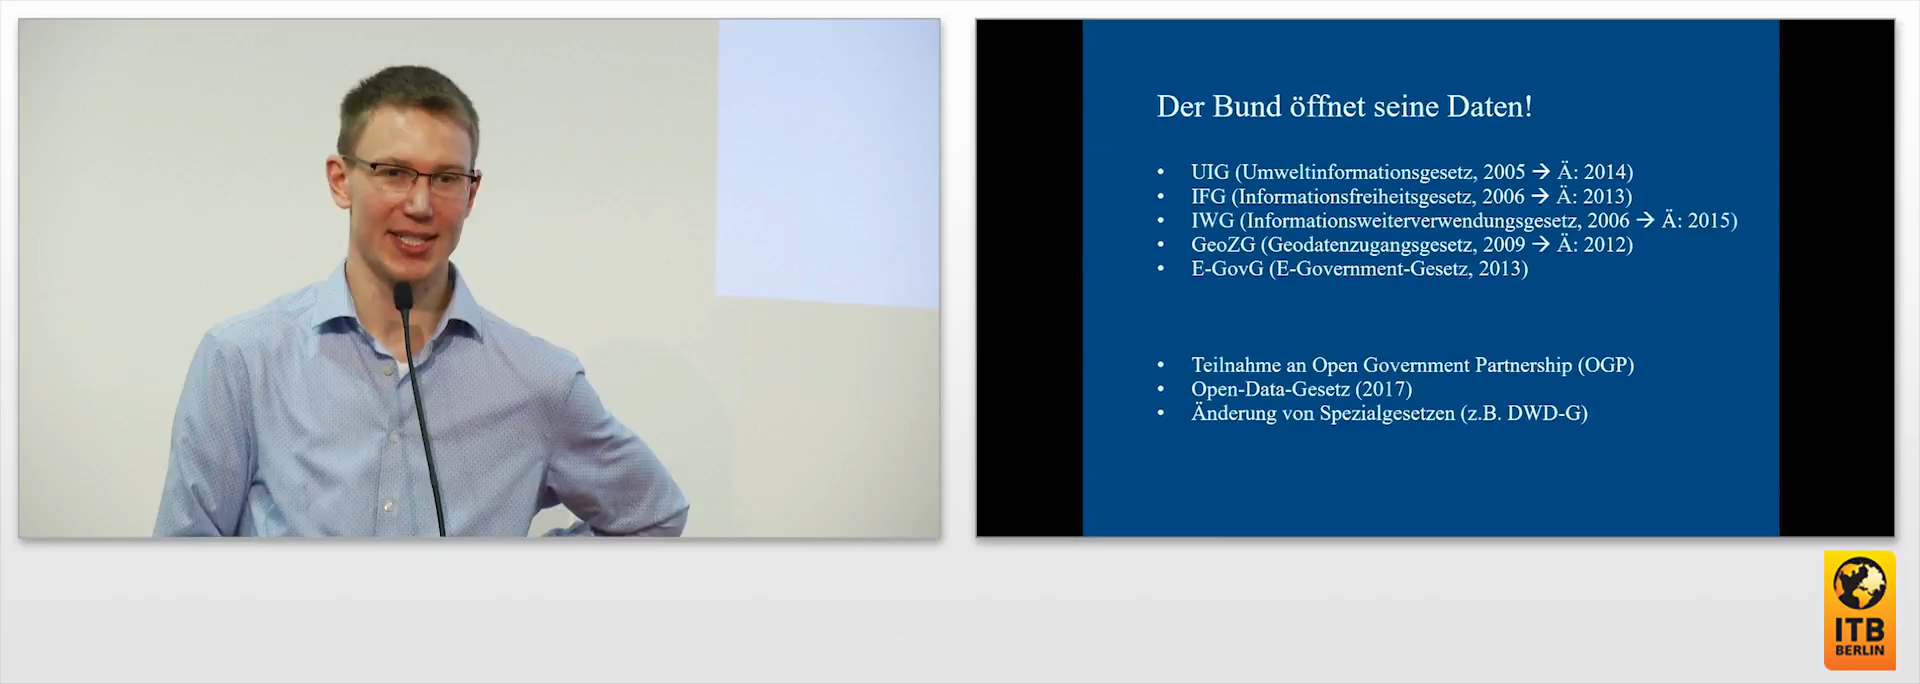 Der Bund öffnet seine Daten!
• UIG (Umweltinformationsgesetz, 2005 → Ä: 2014)
• IFG (Informationsfreiheitsgesetz, 2006 → Ä: 2013)
• IWG (Informationsweiterverwendungsgesetz, 2006 → Ä: 2015)
• GeoZG (Geodatenzugangsgesetz, 2009 → Ä: 2012)
• E-GovG (E-Government-Gesetz, 2013)
• Teilnahme an Open Government Partnership (OGP)
• Open-Data-Gesetz (2017)
• Änderung von Spezialgesetzen (z.B. DWD-G)
ITB
BERLIN